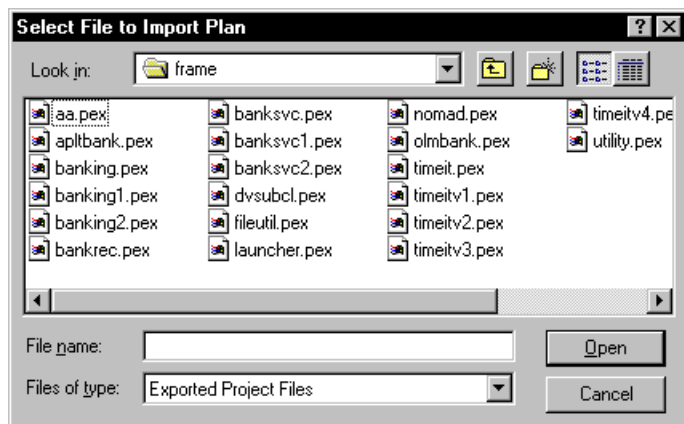 Select File to Import Plan
Look in: frame
aa.pex banksvc.pex nomad.pex timeitv4.pe
apltbank.pex banksvc1.pex olmbank.pex utility.pex
banking.pex banksvc2.pex timeit.pex
banking1.pex dvsubcl.pex timeitv1.pex
banking2.pex fileutil.pex timeitv2.pex
bankrec.pex launcher.pex timeitv3.pex
File name: Open
Files of type: Exported Project Files Cancel